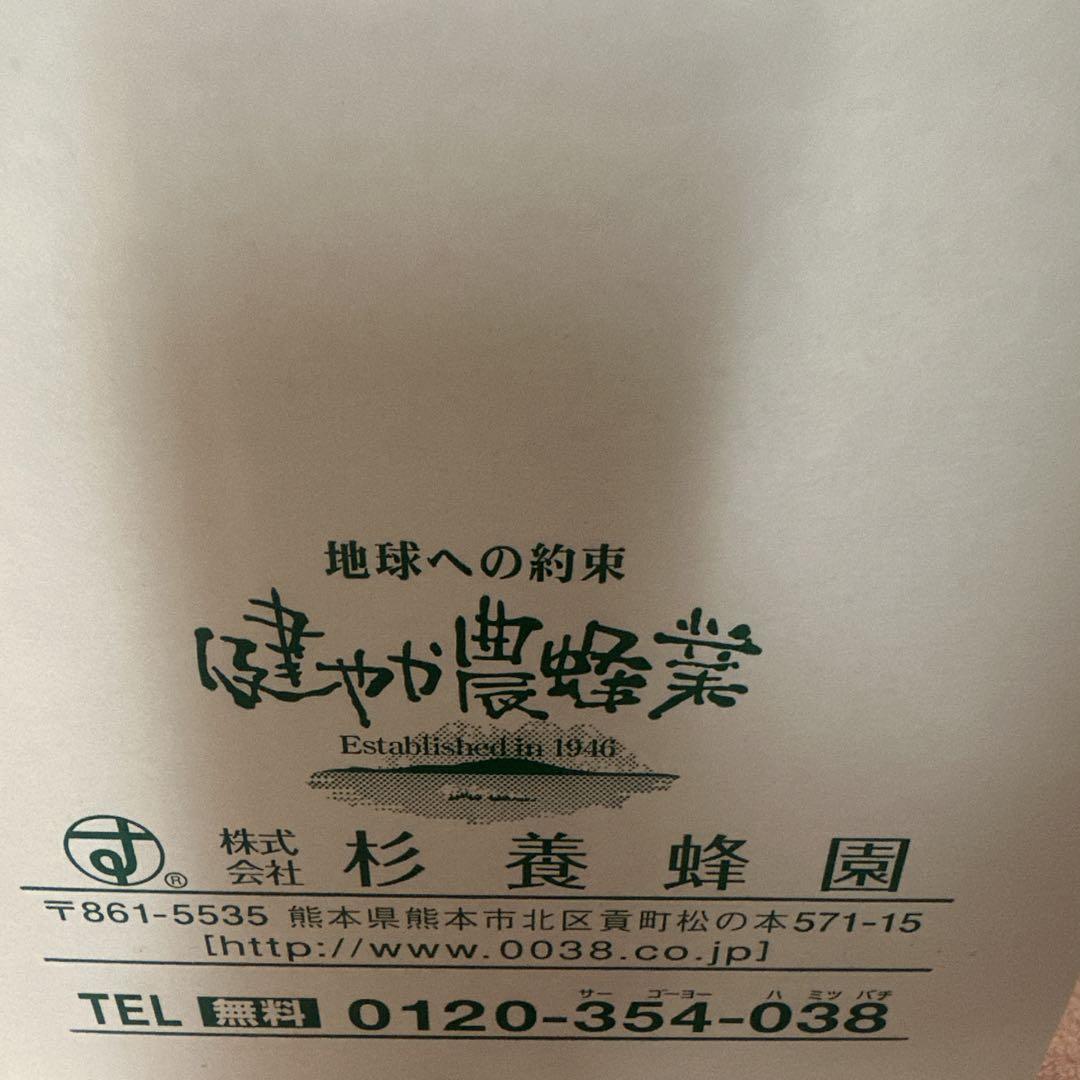 地球への約束
健やか農蜂業
Established in 1946
す® 株式会社 杉養蜂園
〒861-5535 熊本県熊本市北区貢町松の本571-15
[http://www.0038.co.jp]
サー ゴーヨー ハ ミツ バチ
TEL 無料 0120-354-038